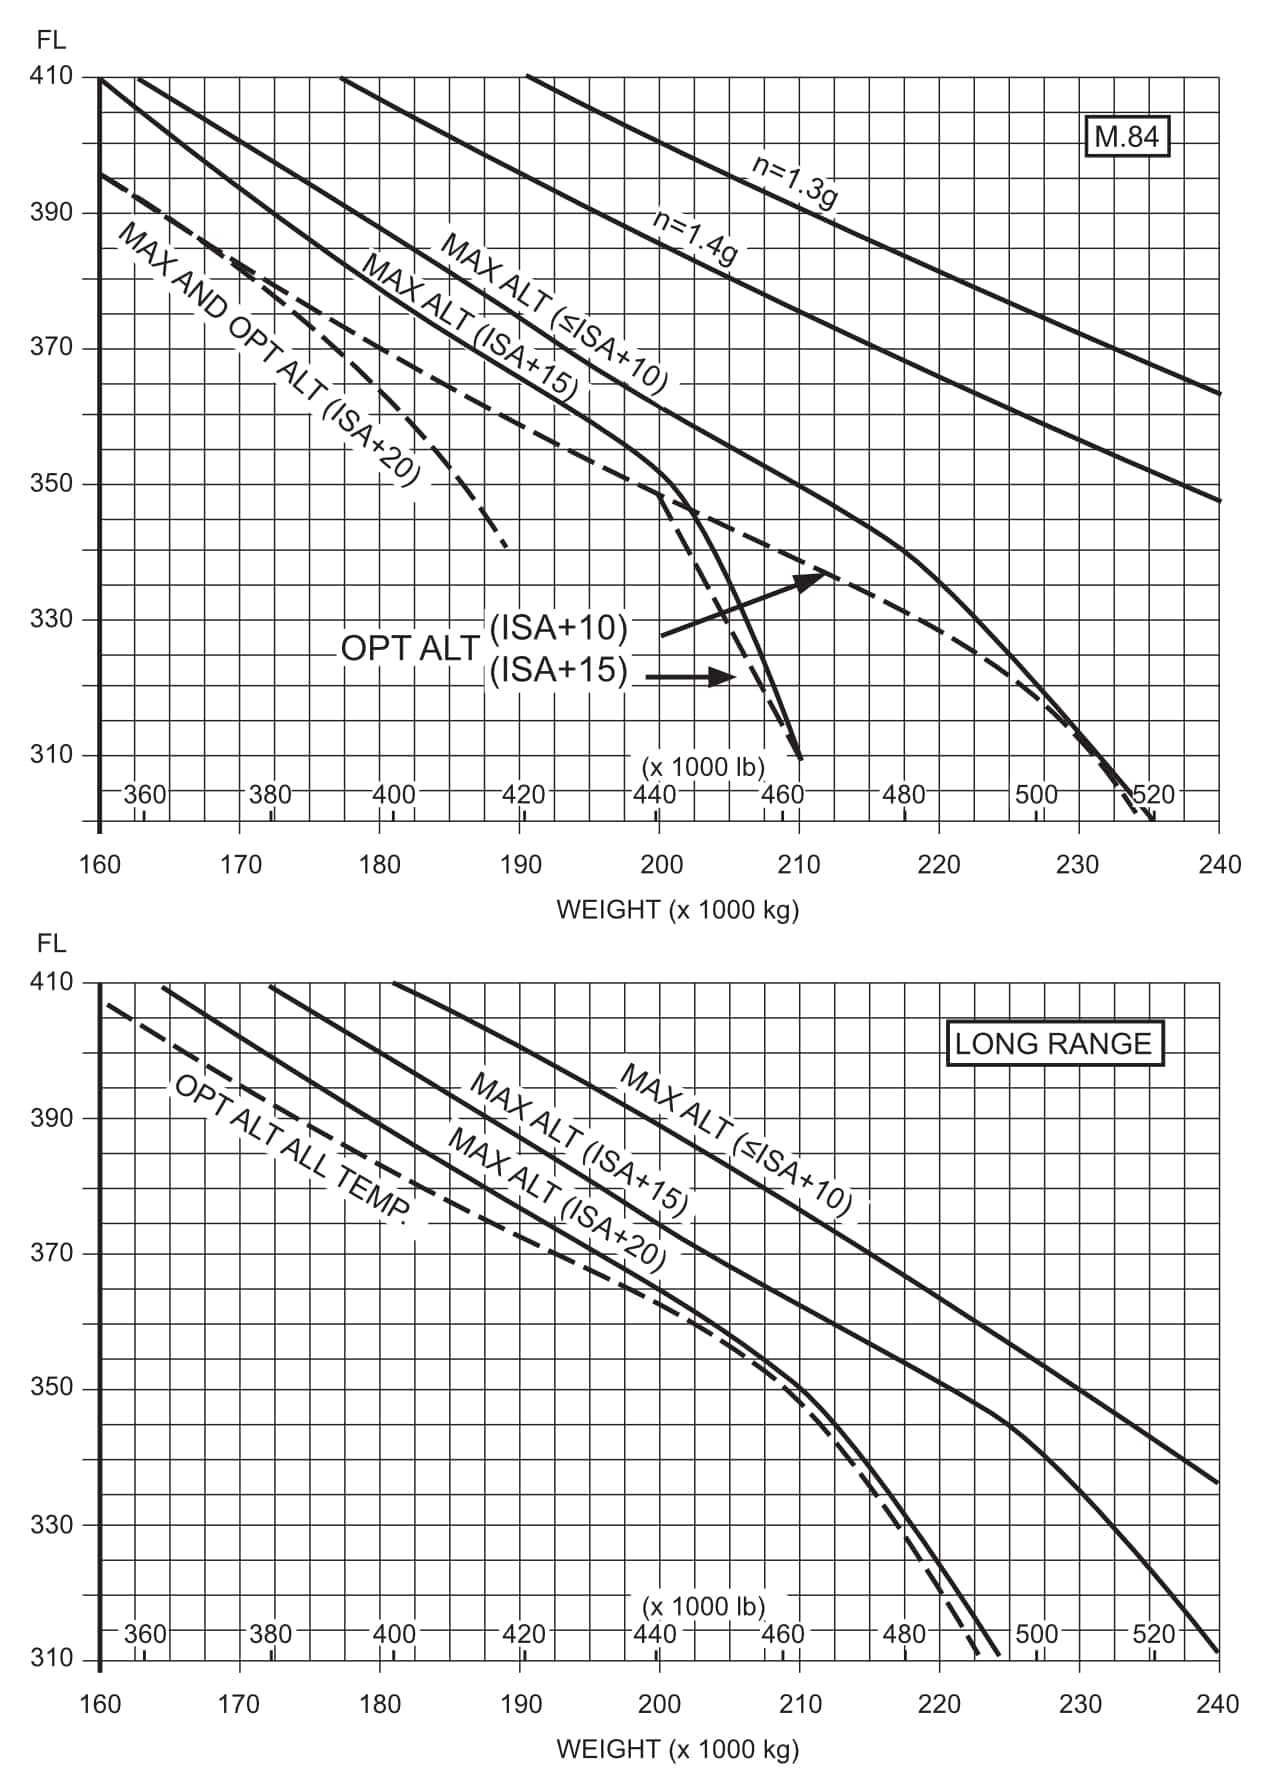 FL
410
M.84
n=1.3g
390
n=1.4g
MAX ALT (≤ISA+10)
MAX ALT (ISA+15)
MAX AND OPT ALT (ISA+20)
370
350
330
OPT ALT (ISA+10)
(ISA+15)
310
(x 1000 lb)
360 380 400 420 440 460 480 500 520
160 170 180 190 200 210 220 230 240
WEIGHT (x 1000 kg)
FL
410
LONG RANGE
MAX ALT (≤ISA+10)
MAX ALT (ISA+15)
MAX ALT (ISA+20)
OPT ALT ALL TEMP.
390
370
350
330
(x 1000 lb)
360 380 400 420 440 460 480 500 520
310
160 170 180 190 200 210 220 230 240
WEIGHT (x 1000 kg)